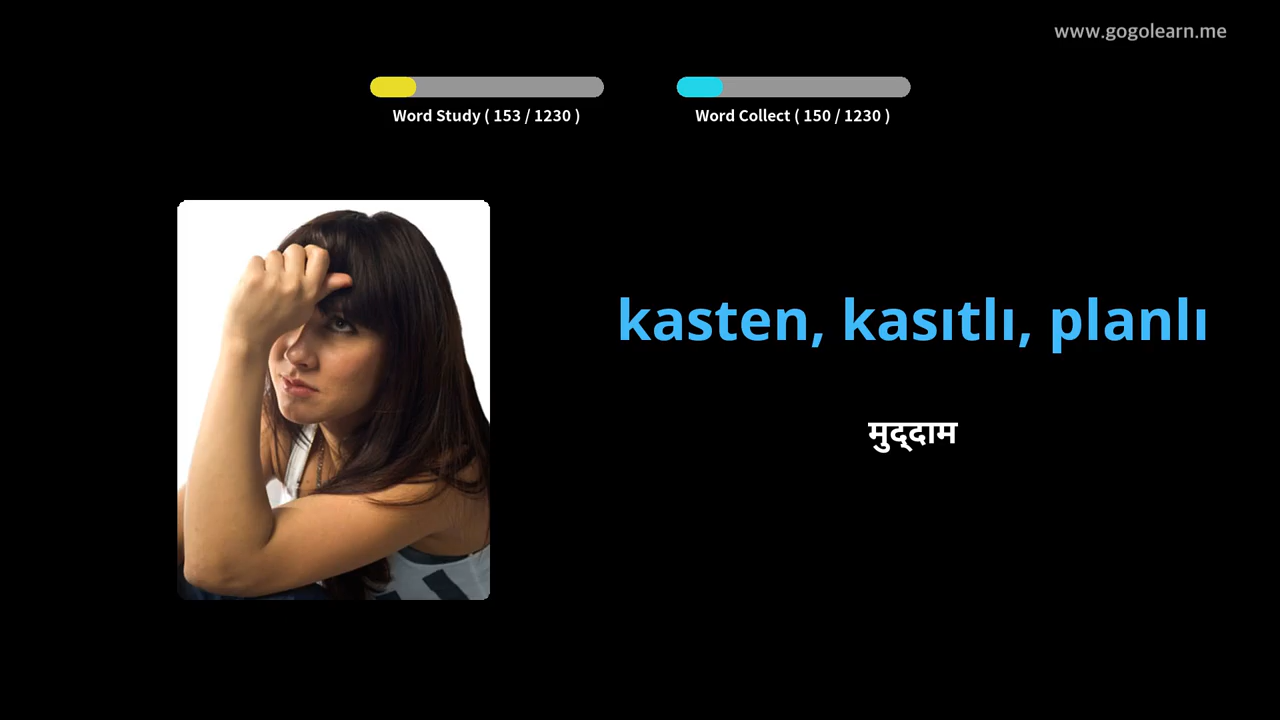 www.gogolearn.me
Word Study ( 153 / 1230 )
Word Collect ( 150 / 1230 )
kasten, kasıtlı, planlı
मुद्दाम